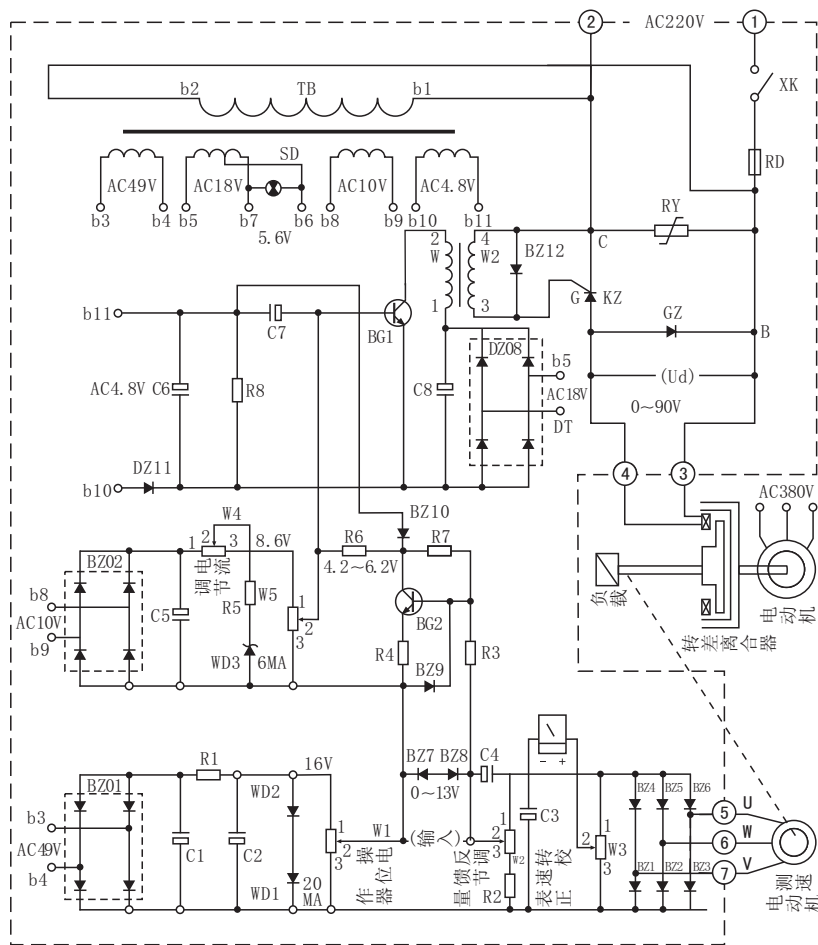 2
AC220V
1
XK
b2
TB
b1
RD
SD
AC49V
AC18V
AC10V
AC4.8V
b3
b4
b5
b7
b6
b8
b9
b10
b11
5.6V
RY
C
2
W
1
4
W2
3
BZ12
G
KZ
GZ
B
b11
C7
BG1
DZ08
b5
AC18V
DT
(Ud)
0~90V
AC4.8V
C6
R8
C8
DZ11
b10
4
3
AC380V
负载
电动机
转差离合器
BZ10
W4
1
2
3
8.6V
R6
R7
4.2~6.2V
BZ02
调节
电流
b8
AC10V
b9
C5
R5
W5
1
2
3
WD3
6MA
BG2
R4
R3
BZ9
16V
R1
WD2
BZ7
BZ8
C4
0~13V
- +
BZ01
b3
AC49V
b4
C1
C2
WD1
20
MA
1
2
3
W1
操作器
电位
(输入)
反馈量
调节
1
2
3
W2
R2
C3
转速表
校正
1
2
W3
3
BZ4
BZ5
BZ6
BZ1
BZ2
BZ3
5
U
6
W
7
V
测速
电动机